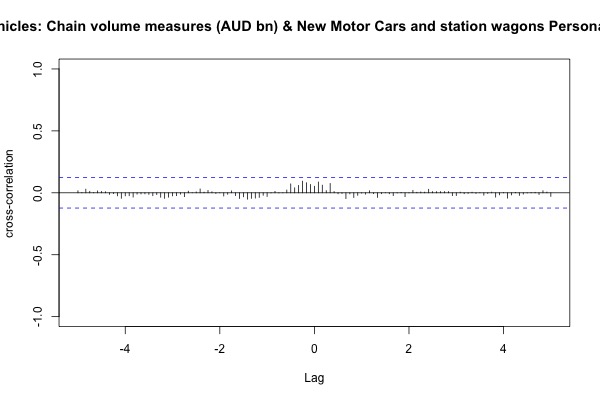 nicles: Chain volume measures (AUD bn) & New Motor Cars and station wagons Persona
1.0
0.5
0.0
-0.5
-1.0
cross-correlation
-4 -2 0 2 4
Lag